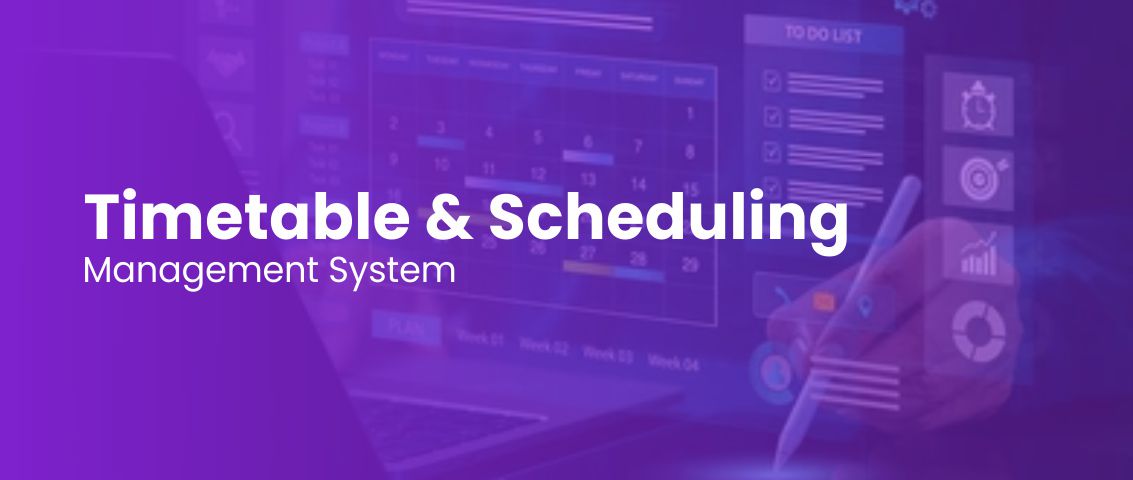 TO DO LIST
MONDAY TUESDAY WEDNESDAY THURSDAY FRIDAY SATURDAY SUNDAY
1
2 3 4 5 6 7 8
9 10 11 12 13 14 15
Timetable & Scheduling
Management System
25 26 27 28 29
PLAN Week 01 Week 02 Week 03 Week 04